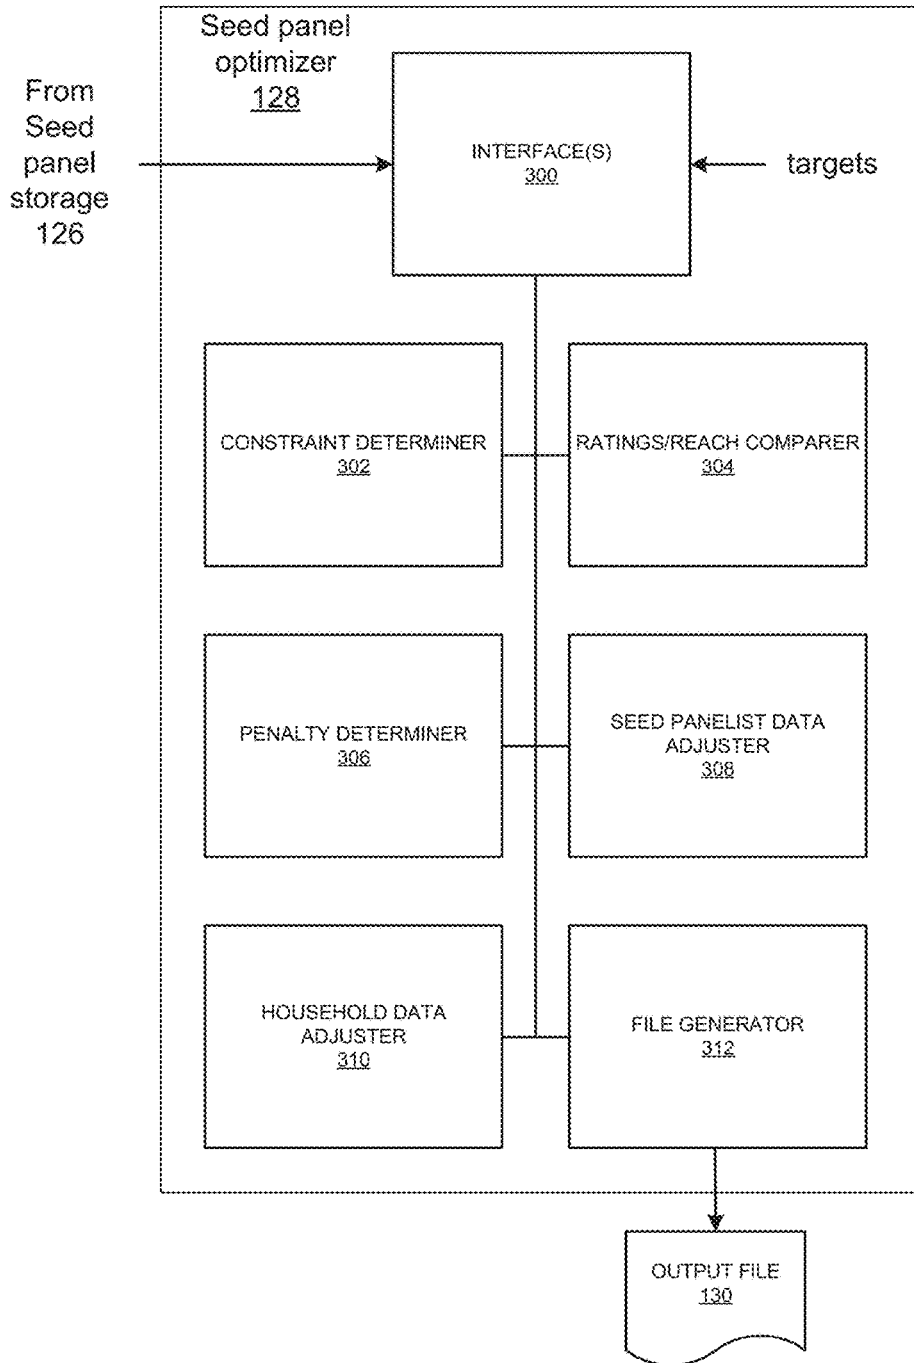 Seed panel
optimizer
128
From
Seed
panel
storage
126
INTERFACE(S)
300
targets
CONSTRAINT DETERMINER
302
RATINGS/REACH COMPARER
304
PENALTY DETERMINER
306
SEED PANELIST DATA
ADJUSTER
308
HOUSEHOLD DATA
ADJUSTER
310
FILE GENERATOR
312
OUTPUT FILE
130